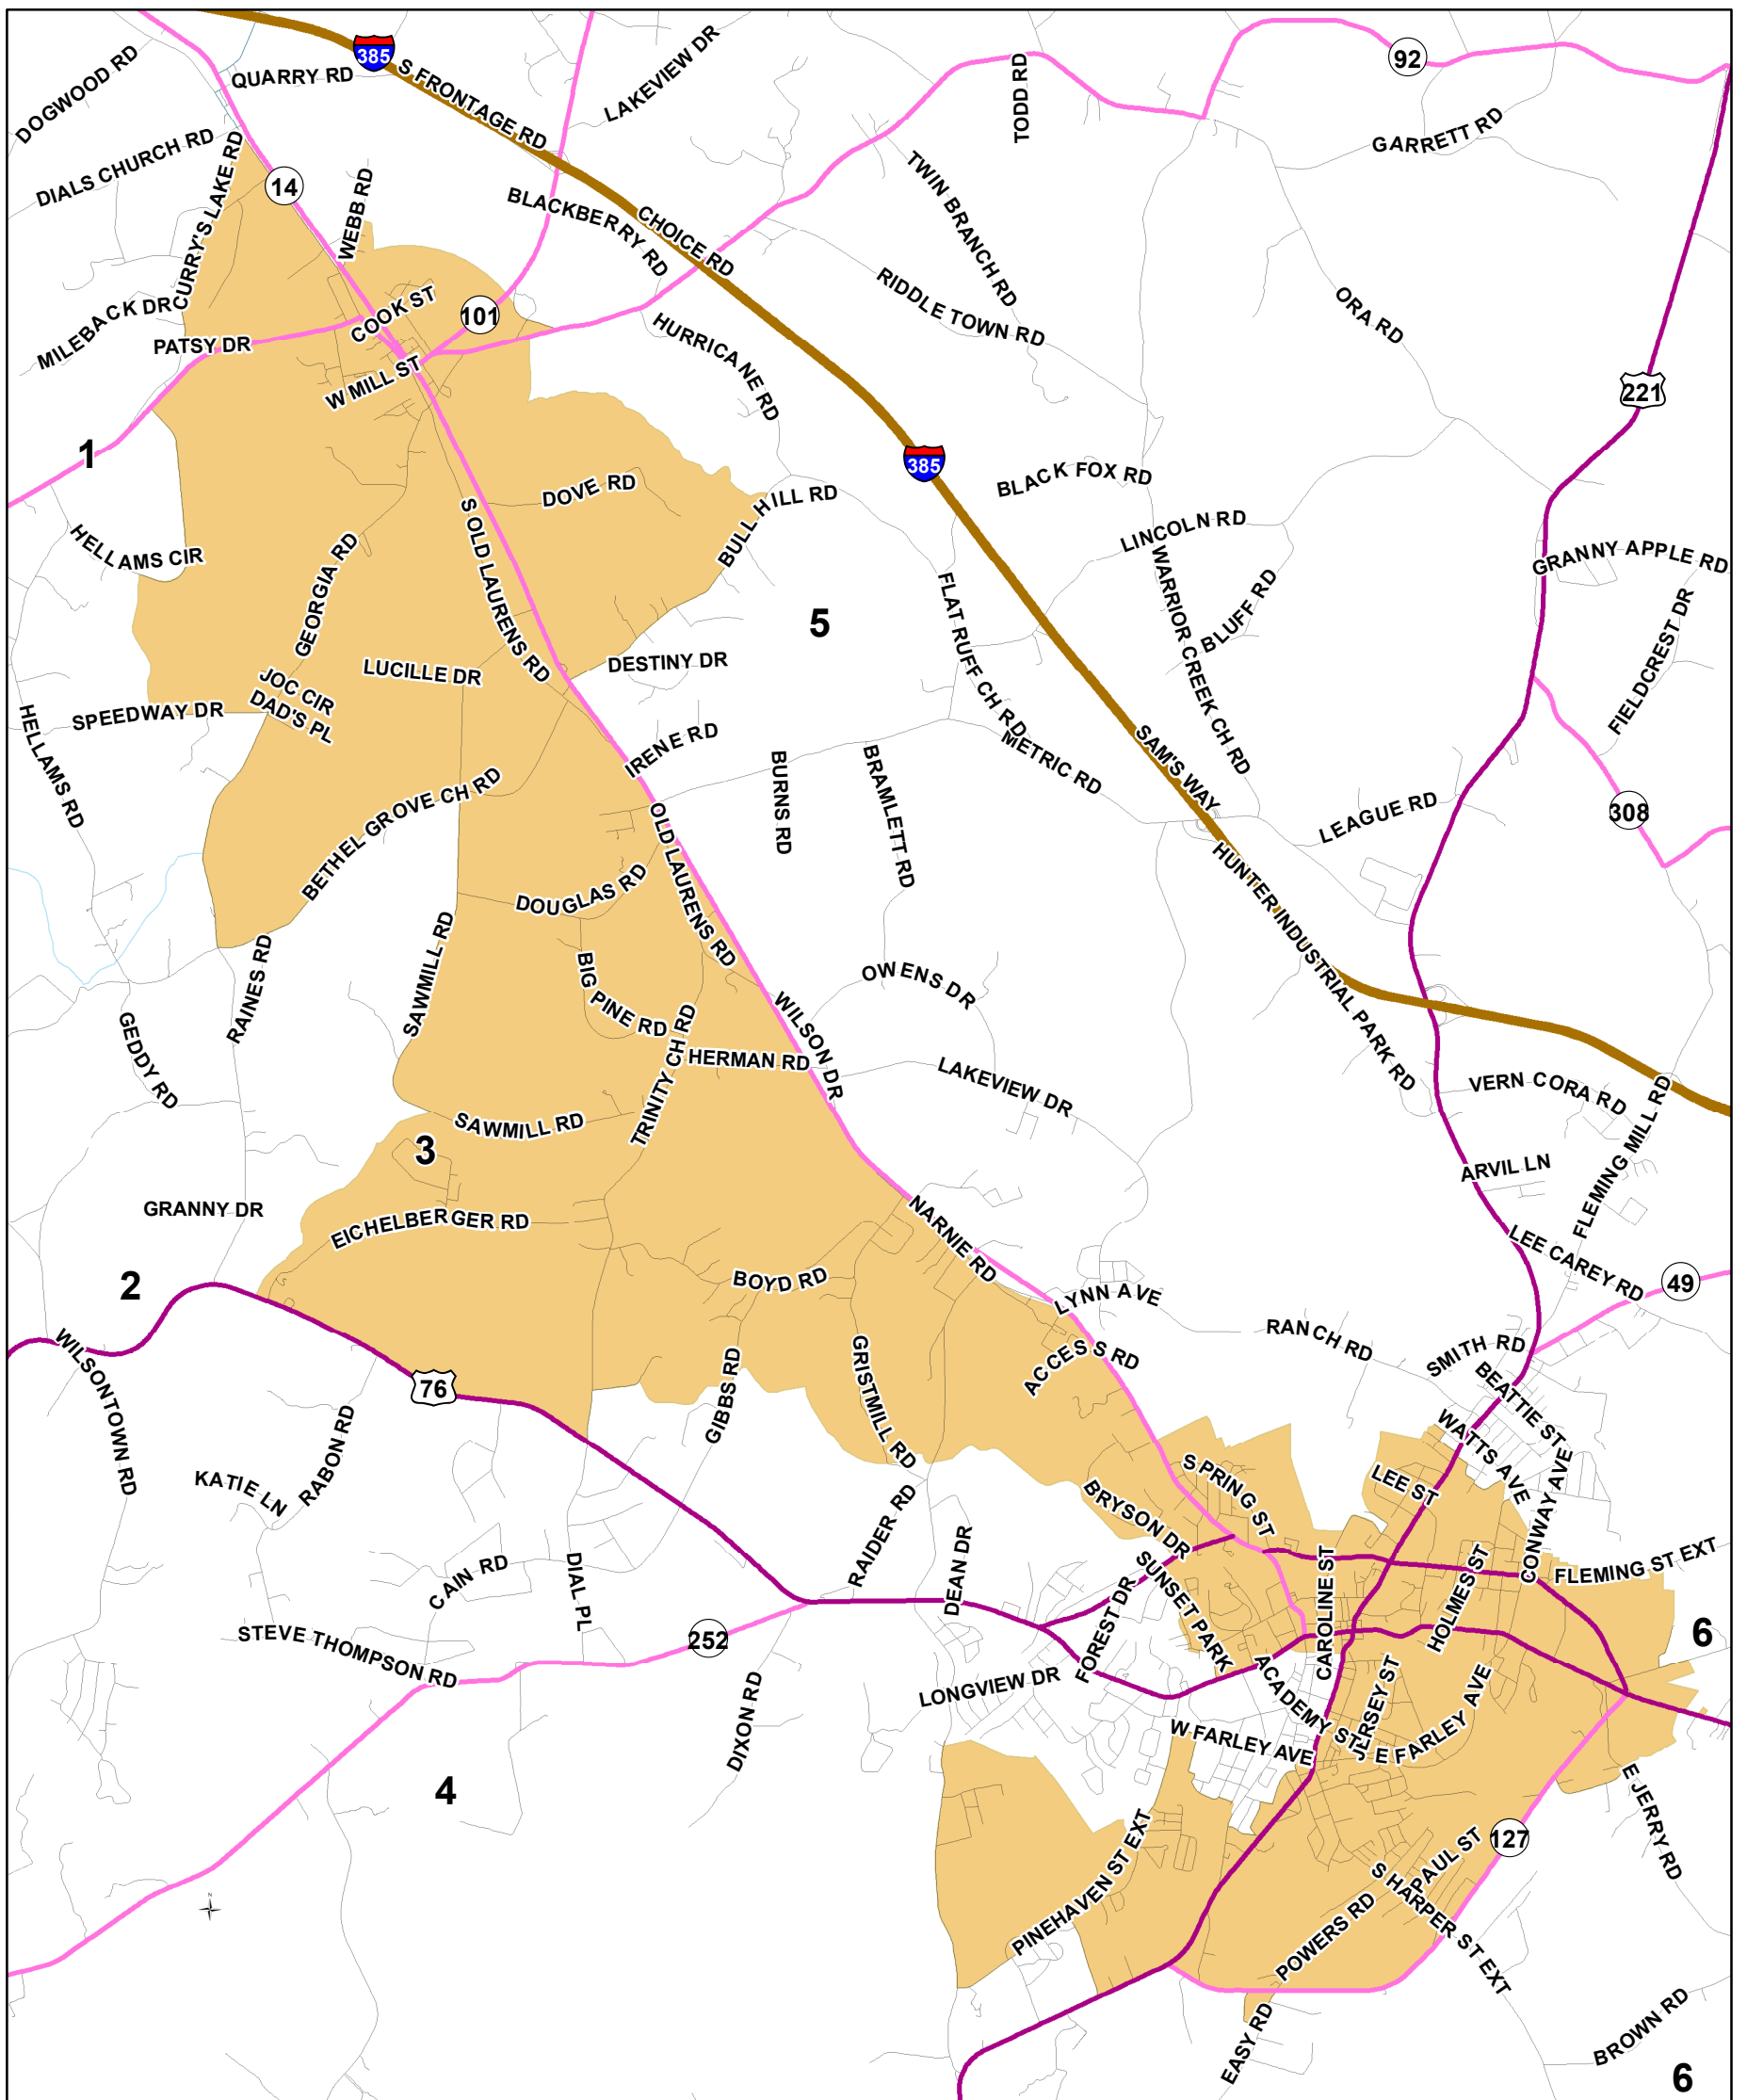 385
92
LAKEVIEW DR
DOGWOOD RD
QUARRY RD
S FRONTAGE RD
TODD RD
GARRETT RD
DIALS CHURCH RD
CURRY'S LAKE RD
14
WEBB RD
BLACKBERRY RD
CHOICE RD
TWIN BRANCH RD
RIDDLE TOWN RD
ORA RD
MILEBACK DR
PATSY DR
COOK ST
101
W MILL ST
HURRICANE RD
221
1
385
BLACK FOX RD
DOVE RD
BULL HILL RD
LINCOLN RD
HELLAMS CIR
GEORGIA RD
S OLD LAURENS RD
GRANNY APPLE RD
FLAT RUFF CH RD
WARRIOR CREEK CH RD
BLUFF RD
5
FIELDCREST DR
LUCILLE DR
DESTINY DR
JOC CIR
DAD'S PL
SPEEDWAY DR
HELLAMS RD
IRENE RD
METRIC RD
SAM'S WAY
BURNS RD
BRAMLETT RD
BETHEL GROVE CH RD
LEAGUE RD
308
OLD LAURENS RD
HUNTER INDUSTRIAL PARK RD
DOUGLAS RD
SAWMILL RD
RAINES RD
BIG PINE RD
OWENS DR
WILSON DR
GEDDY RD
HERMAN RD
TRINITY CH RD
LAKEVIEW DR
VERN CORA RD
FLEMING MILL RD
SAWMILL RD
3
ARVIL LN
GRANNY DR
EICHELBERGER RD
NARNIE RD
LEE CAREY RD
2
BOYD RD
LYNN AVE
49
RANCH RD
SMITH RD
WILSONTOWN RD
76
GIBBS RD
GRISTMILL RD
ACCESS RD
BEATTIE ST
WATTS AVE
KATIE LN
RABON RD
SPRING ST
LEE ST
CONWAY AVE
BRYSON DR
RAIDER RD
DEAN DR
CAIN RD
DIAL PL
SUNSET PARK
FOREST DR
CAROLINE ST
HOLMES ST
FLEMING ST EXT
STEVE THOMPSON RD
252
6
LONGVIEW DR
DIXON RD
ACADEMY ST
JERSEY ST
W FARLEY AVE
E FARLEY AVE
4
E JERRY RD
PINEHAVEN ST EXT
127
PAUL ST
S HARPER ST EXT
POWERS RD
N
EASY RD
BROWN RD
6